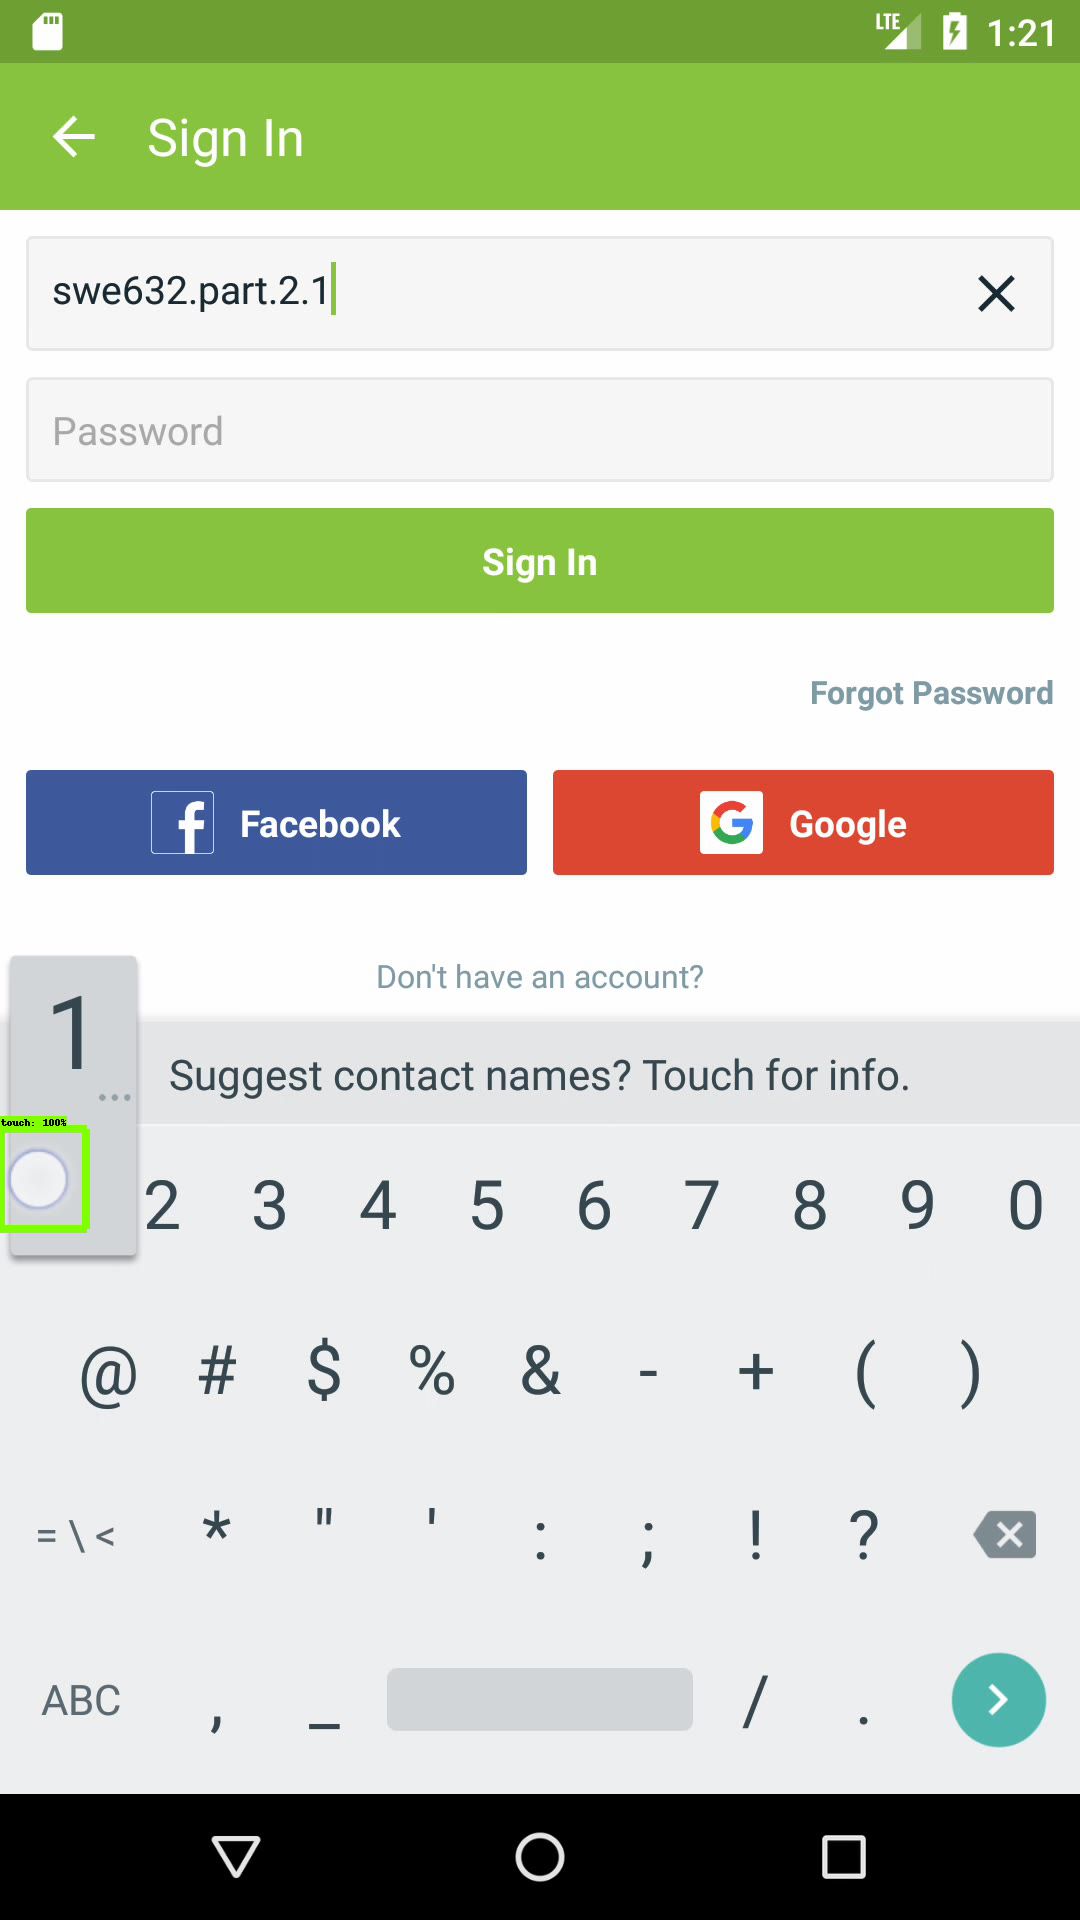 LTE 1:21
Sign In
swe632.part.2.1
Password
Sign In
Forgot Password
Facebook
Google
Don't have an account?
1
...
Suggest contact names? Touch for info.
touch: 100%
2 3 4 5 6 7 8 9 0
@ # $ % & - + ( )
= \ < * " ' : ; ! ?
ABC , _ / .